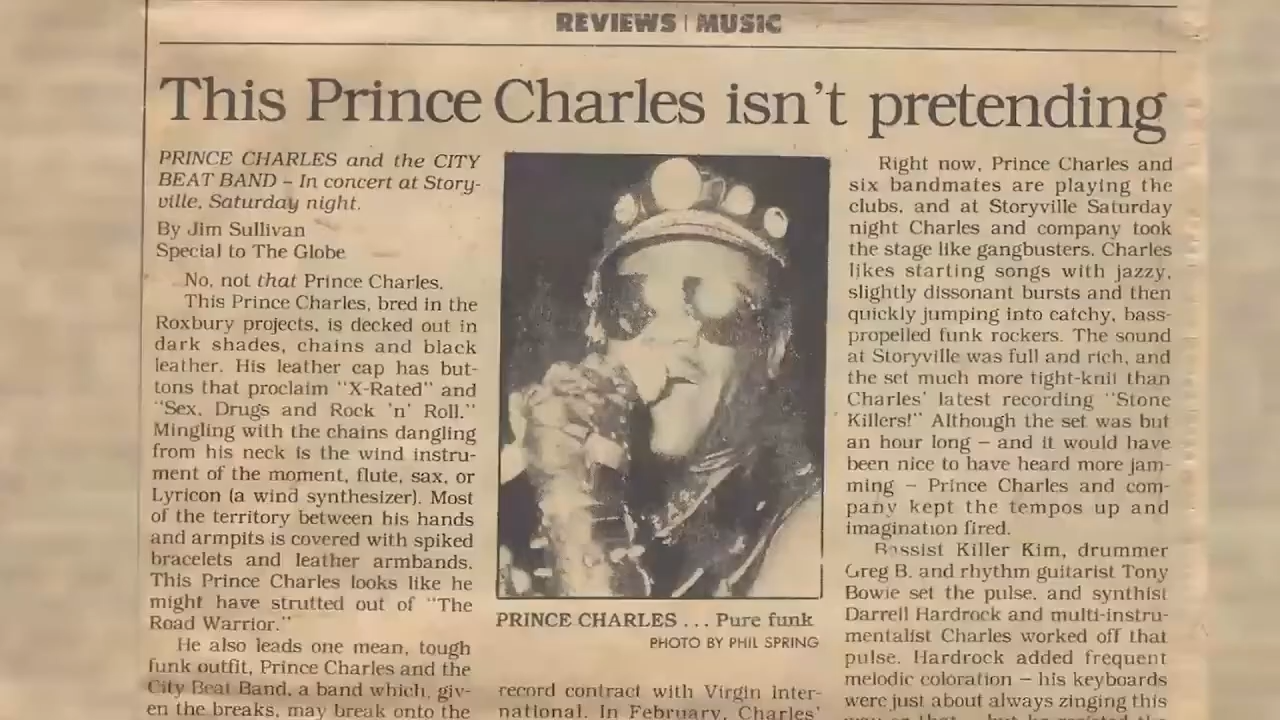 REVIEWS | MUSIC
This Prince Charles isn't pretending
PRINCE CHARLES and the CITY
BEAT BAND – In concert at Story-
ville, Saturday night.
By Jim Sullivan
Special to The Globe
No, not that Prince Charles.
This Prince Charles, bred in the
Roxbury projects, is decked out in
dark shades, chains and black
leather. His leather cap has but-
tons that proclaim "X-Rated" and
"Sex, Drugs and Rock 'n' Roll."
Mingling with the chains dangling
from his neck is the wind instru-
ment of the moment, flute, sax, or
Lyricon (a wind synthesizer). Most
of the territory between his hands
and armpits is covered with spiked
bracelets and leather armbands.
This Prince Charles looks like he
might have strutted out of "The
Road Warrior."
He also leads one mean, tough
funk outfit, Prince Charles and the
City Beat Band, a band which, giv-
en the breaks, may break onto the
PRINCE CHARLES ... Pure funk
PHOTO BY PHIL SPRING
record contract with Virgin Inter-
national. In February, Charles'
Right now, Prince Charles and
six bandmates are playing the
clubs, and at Storyville Saturday
night Charles and company took
the stage like gangbusters. Charles
likes starting songs with jazzy,
slightly dissonant bursts and then
quickly jumping into catchy, bass-
propelled funk rockers. The sound
at Storyville was full and rich, and
the set much more tight-knit than
Charles' latest recording "Stone
Killers!" Although the set was but
an hour long – and it would have
been nice to have heard more jam-
ming – Prince Charles and com-
pany kept the tempos up and
imagination fired.
Bassist Killer Kim, drummer
Greg B. and rhythm guitarist Tony
Bowie set the pulse, and synthist
Darrell Hardrock and multi-instru-
mentalist Charles worked off that
pulse. Hardrock added frequent
melodic coloration – his keyboards
were just about always zinging this